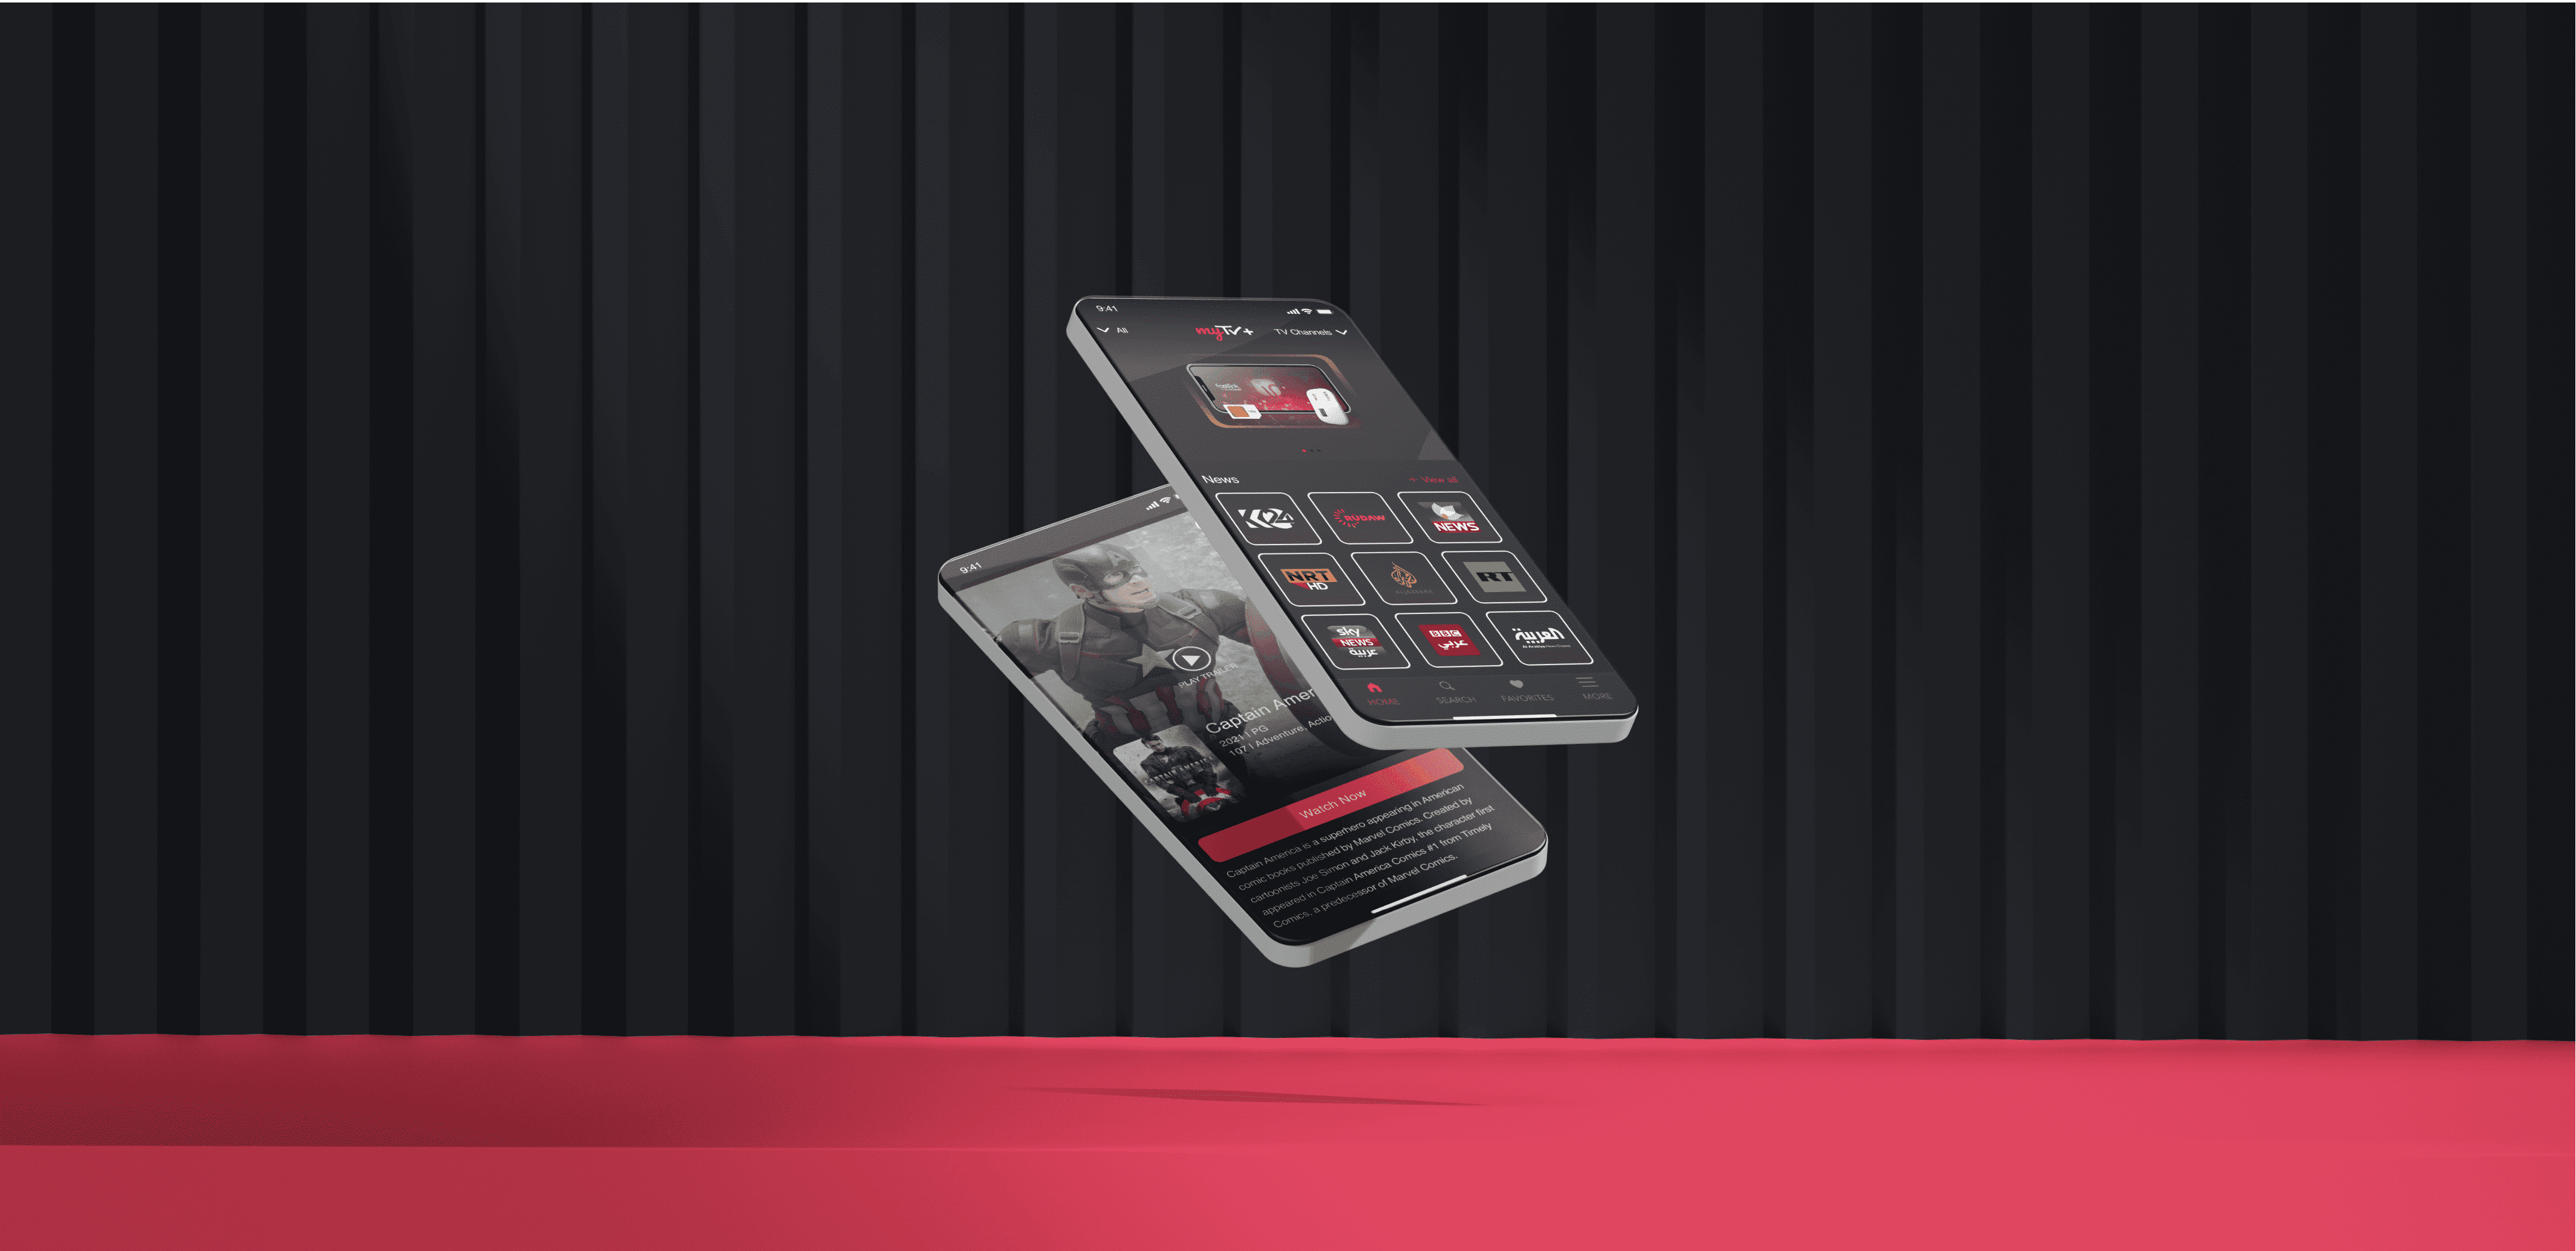 9:41
All
myTV+
TV Channels
News
+ View all
K24
RUDAW
NEWS
NRT
HD
ALJAZEERA
RT
sky
NEWS
عربية
BBC
عربي
العربية
HOME
SEARCH
FAVORITES
MORE
9:41
PLAY TRAILER
Captain Amer
2021 | PG
107 | Adventure, Actio
CAPTAIN AMERICA
Watch Now
Captain America is a superhero appearing in American
comic books published by Marvel Comics. Created by
cartoonists Joe Simon and Jack Kirby, the character first
appeared in Captain America Comics #1 from Timely
Comics, a predecessor of Marvel Comics.